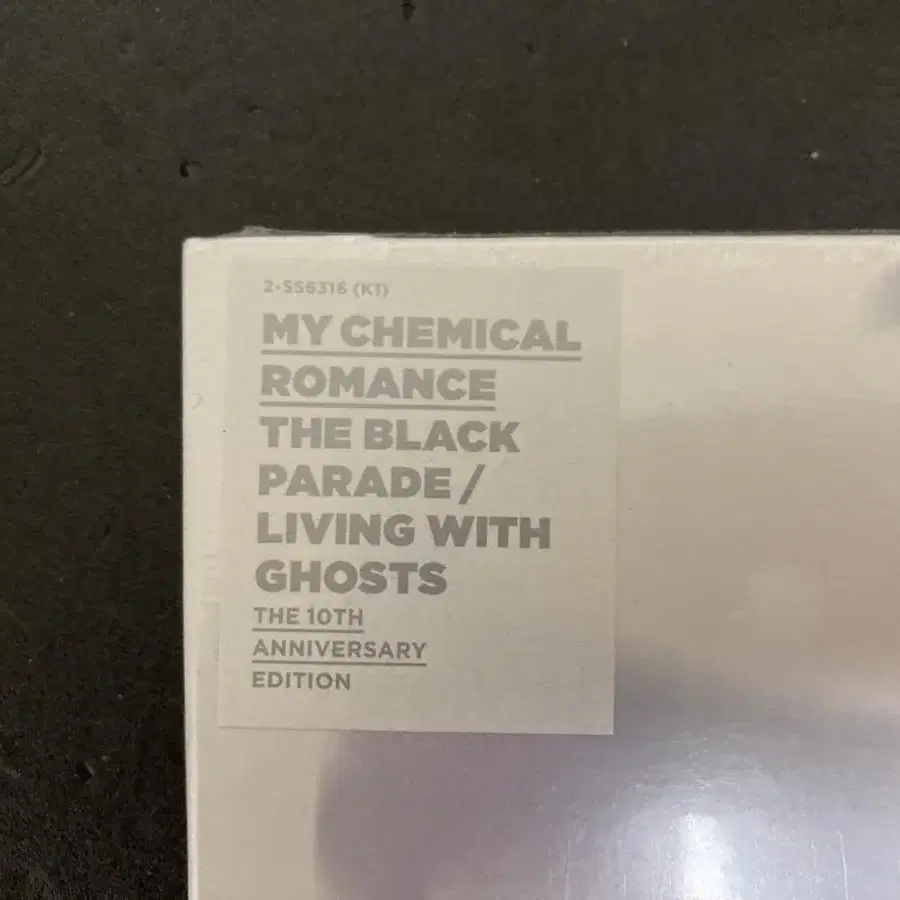 2-556316 (K1)
MY CHEMICAL
ROMANCE
THE BLACK
PARADE /
LIVING WITH
GHOSTS
THE 10TH
ANNIVERSARY
EDITION